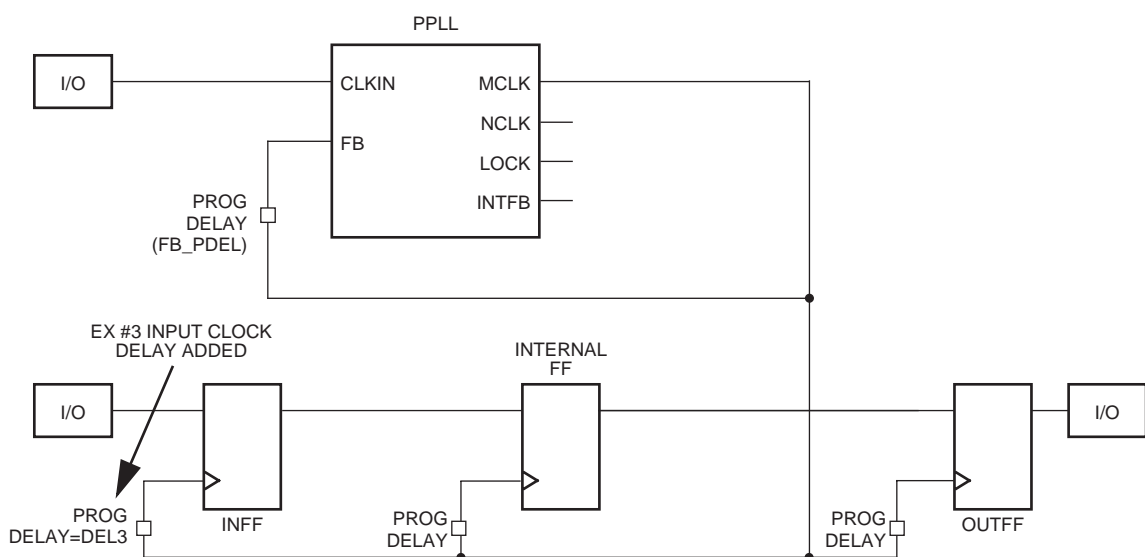 PPLL
I/O
CLKIN
MCLK
NCLK
FB
LOCK
INTFB
PROG
DELAY
(FB_PDEL)
EX #3 INPUT CLOCK
DELAY ADDED
INTERNAL
FF
I/O
I/O
PROG
DELAY=DEL3
INFF
PROG
DELAY
PROG
DELAY
OUTFF